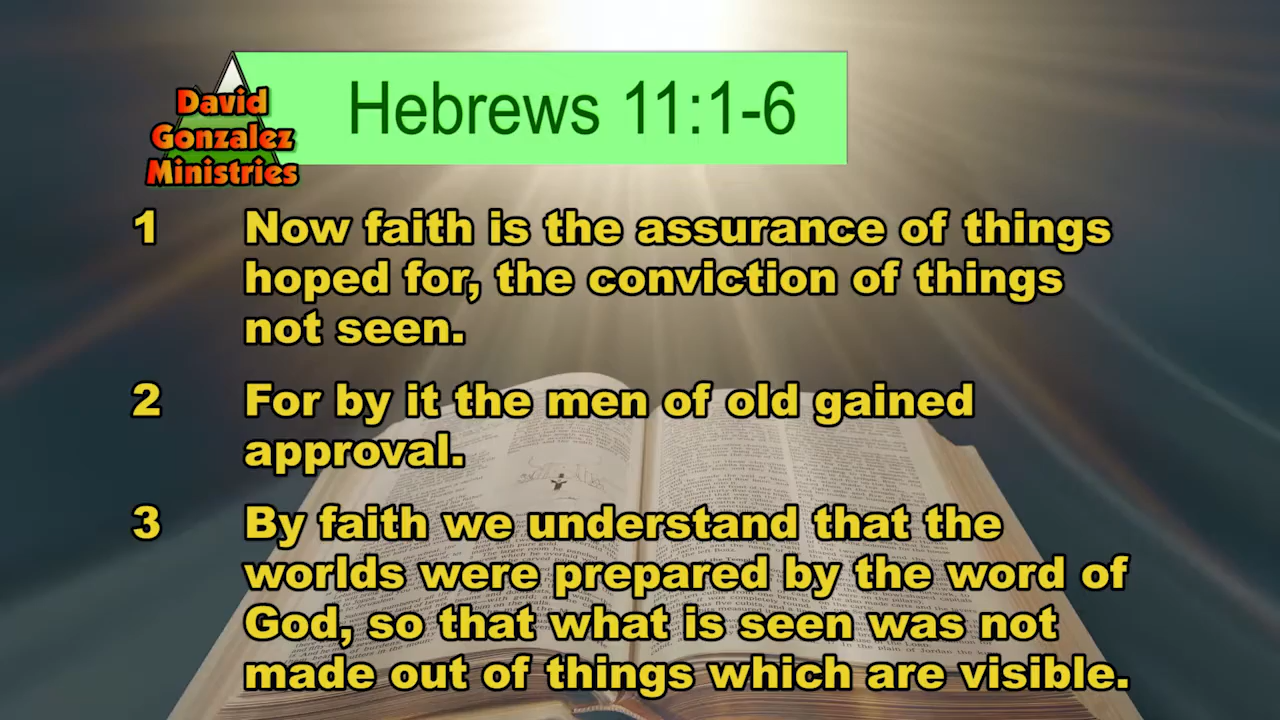 David
Gonzalez
Ministries
Hebrews 11:1-6
1 Now faith is the assurance of things
hoped for, the conviction of things
not seen.
2 For by it the men of old gained
approval.
3 By faith we understand that the
worlds were prepared by the word of
God, so that what is seen was not
made out of things which are visible.